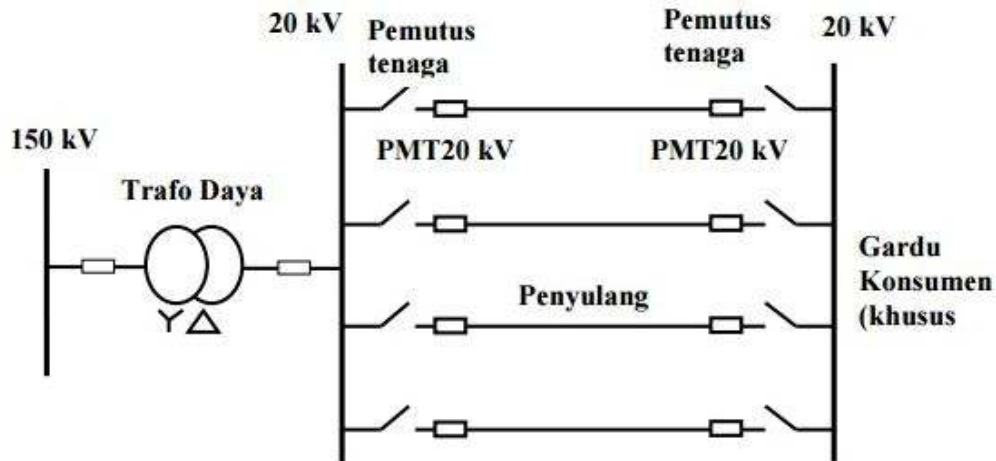 20 kV
Pemutus
tenaga
Pemutus
tenaga
20 kV
150 kV
Trafo Daya
PMT20 kV
PMT20 kV
Penyulang
Gardu
Konsumen
(khusus